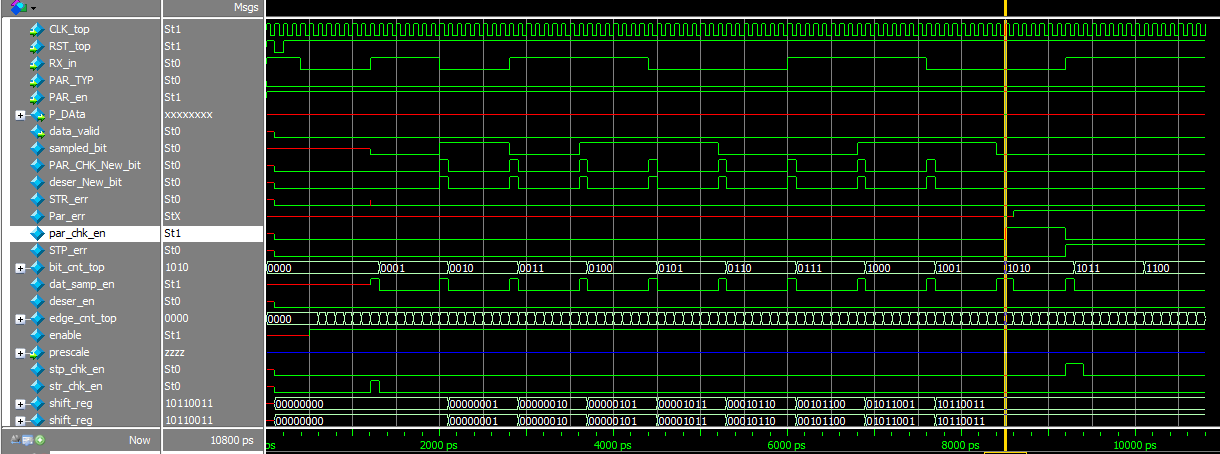 Msgs
CLK_top St1
RST_top St1
RX_in St0
PAR_TYP St0
PAR_en St1
P_DAta xxxxxxxx
data_valid St0
sampled_bit St0
PAR_CHK_New_bit St0
deser_New_bit St0
STR_err St0
Par_err StX
par_chk_en St1
STP_err St0
bit_cnt_top 1010 0000 0001 0010 0011 0100 0101 0110 0111 1000 1001 1010 1011 1100
dat_samp_en St1
deser_en St0
edge_cnt_top 0000 0000
enable St1
prescale zzzz
stp_chk_en St0
str_chk_en St0
shift_reg 10110011 00000000 00000001 00000010 00000101 00001011 00010110 00101100 01011001 10110011
shift_reg 10110011 00000000 00000001 00000010 00000101 00001011 00010110 00101100 01011001 10110011
Now 10800 ps ps 2000 ps 4000 ps 6000 ps 8000 ps 10000 ps